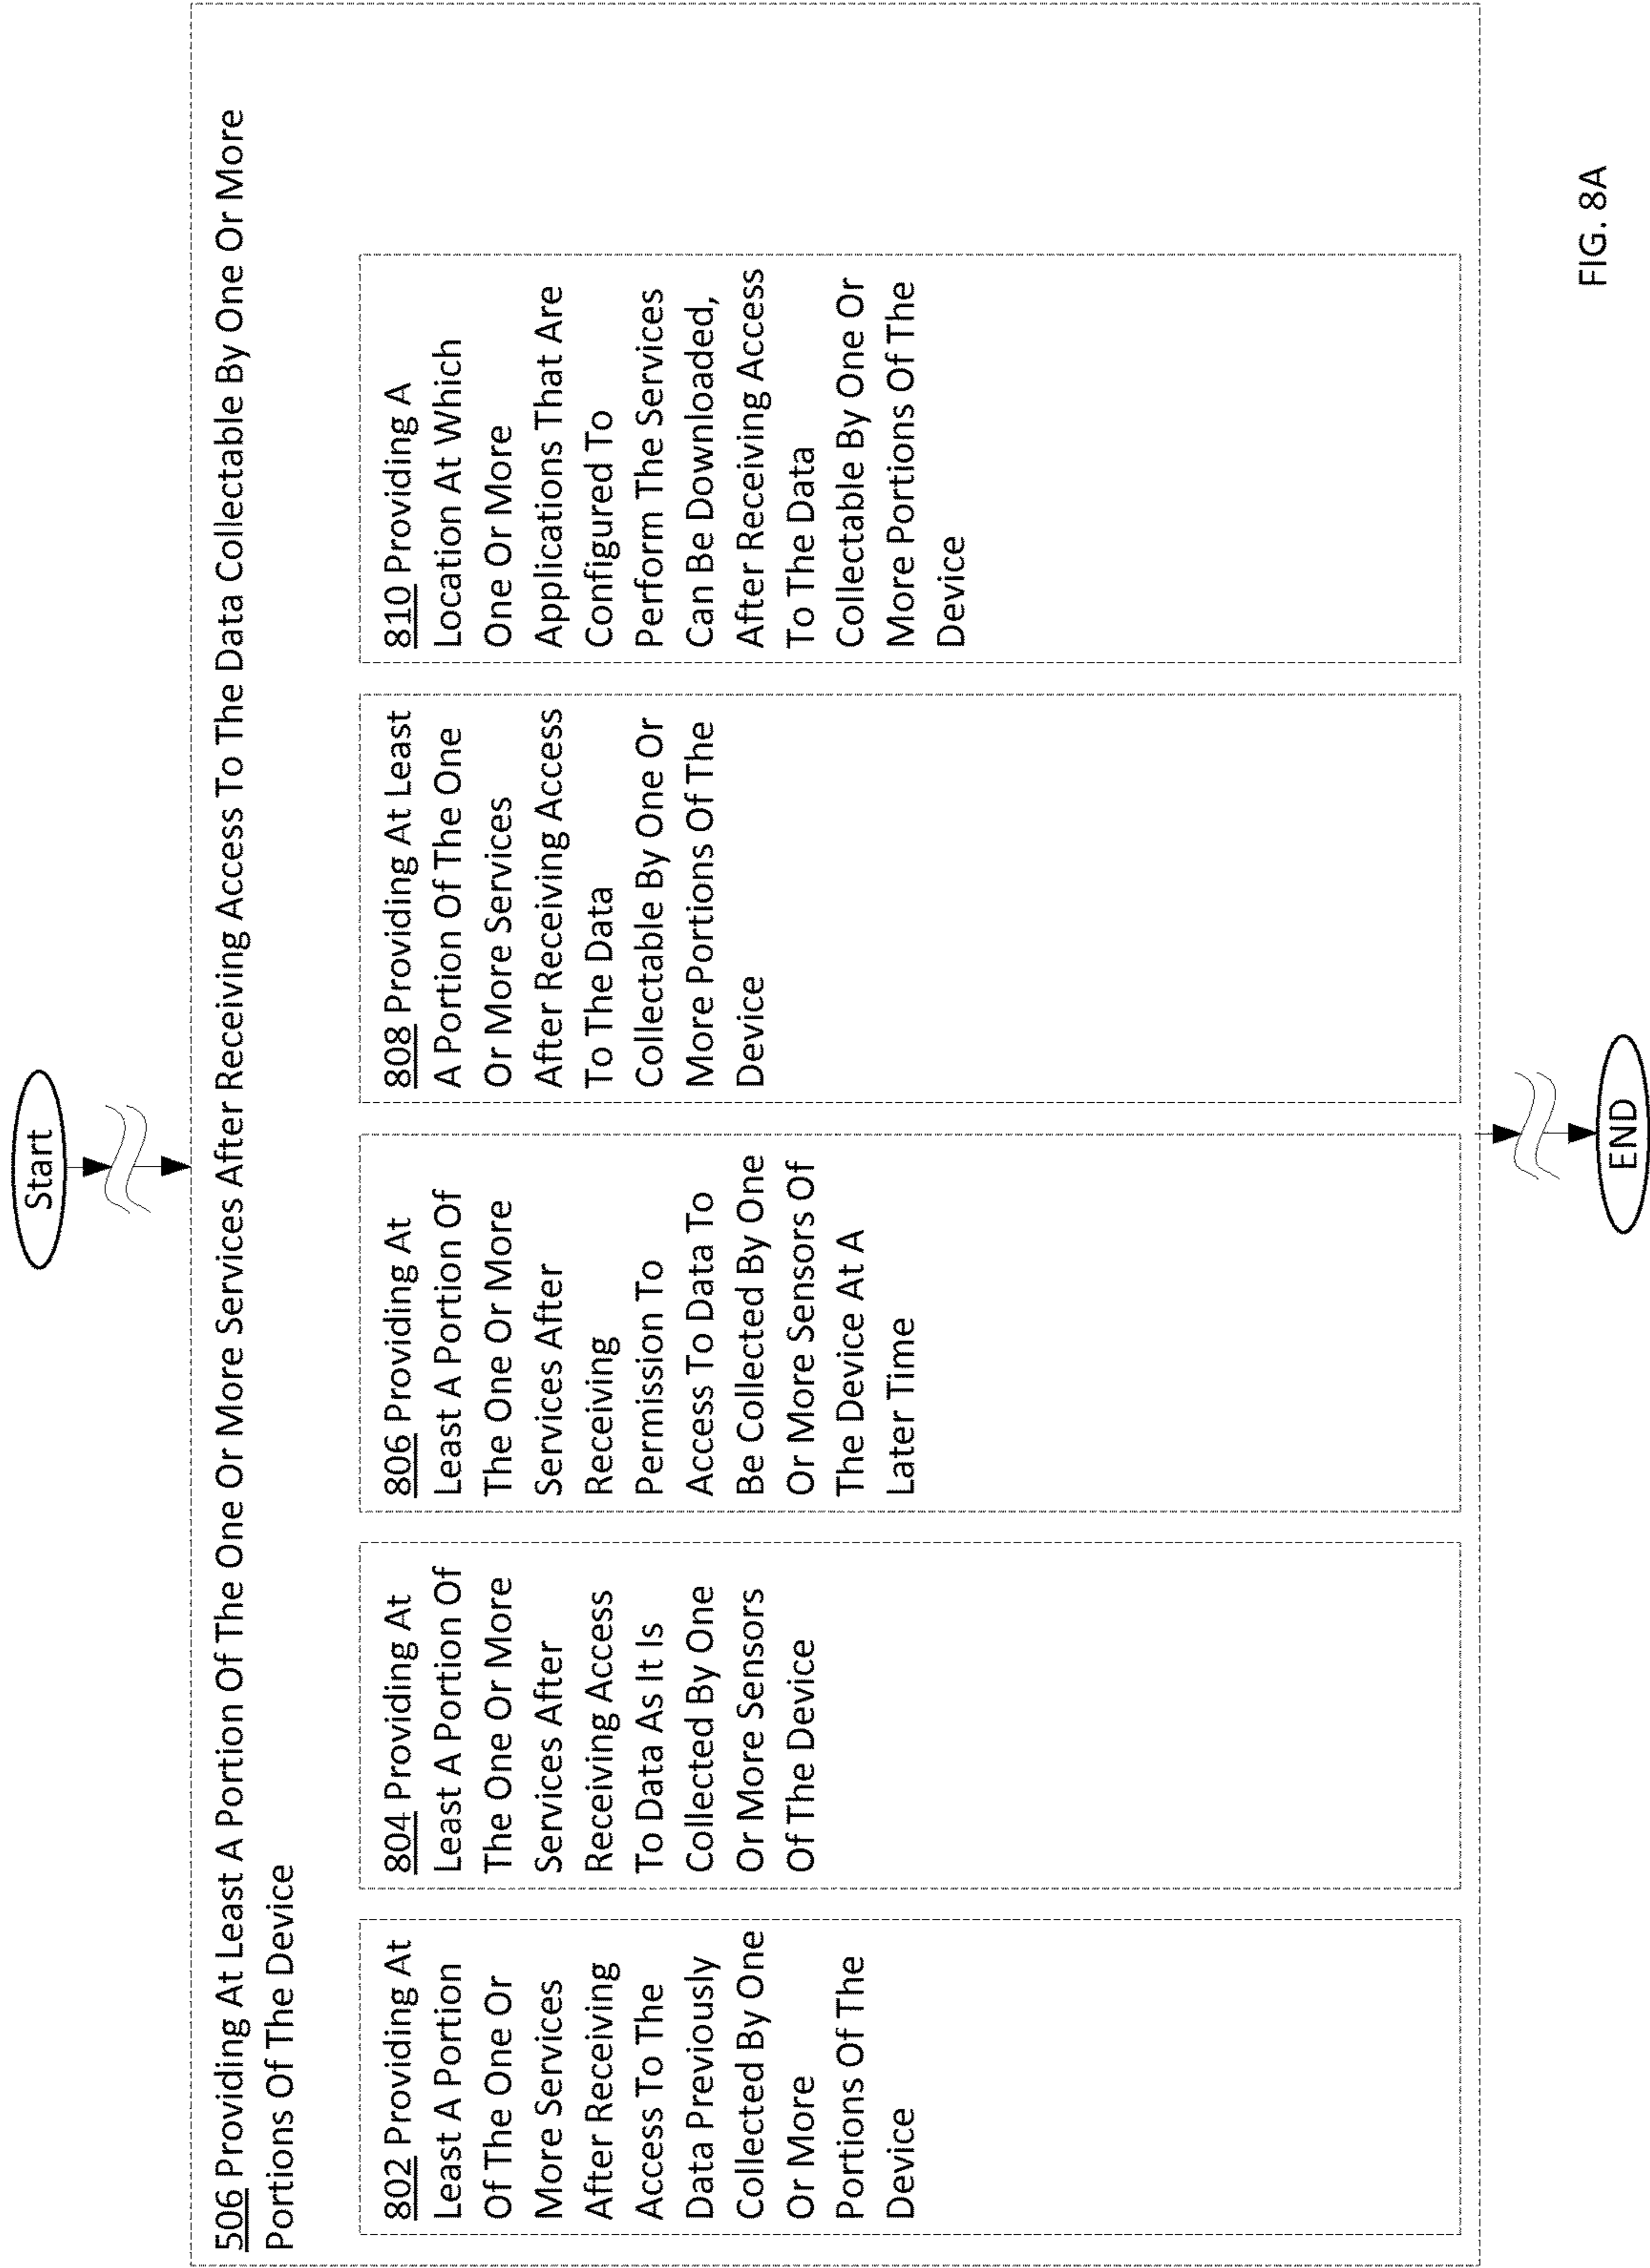 Start
506 Providing At Least A Portion Of The One Or More Services After Receiving Access To The Data Collectable By One Or More
Portions Of The Device
802 Providing At
Least A Portion
Of The One Or
More Services
After Receiving
Access To The
Data Previously
Collected By One
Or More
Portions Of The
Device
804 Providing At
Least A Portion Of
The One Or More
Services After
Receiving Access
To Data As It Is
Collected By One
Or More Sensors
Of The Device
806 Providing At
Least A Portion Of
The One Or More
Services After
Receiving
Permission To
Access To Data To
Be Collected By One
Or More Sensors Of
The Device At A
Later Time
808 Providing At Least
A Portion Of The One
Or More Services
After Receiving Access
To The Data
Collectable By One Or
More Portions Of The
Device
810 Providing A
Location At Which
One Or More
Applications That Are
Configured To
Perform The Services
Can Be Downloaded,
After Receiving Access
To The Data
Collectable By One Or
More Portions Of The
Device
END
FIG. 8A